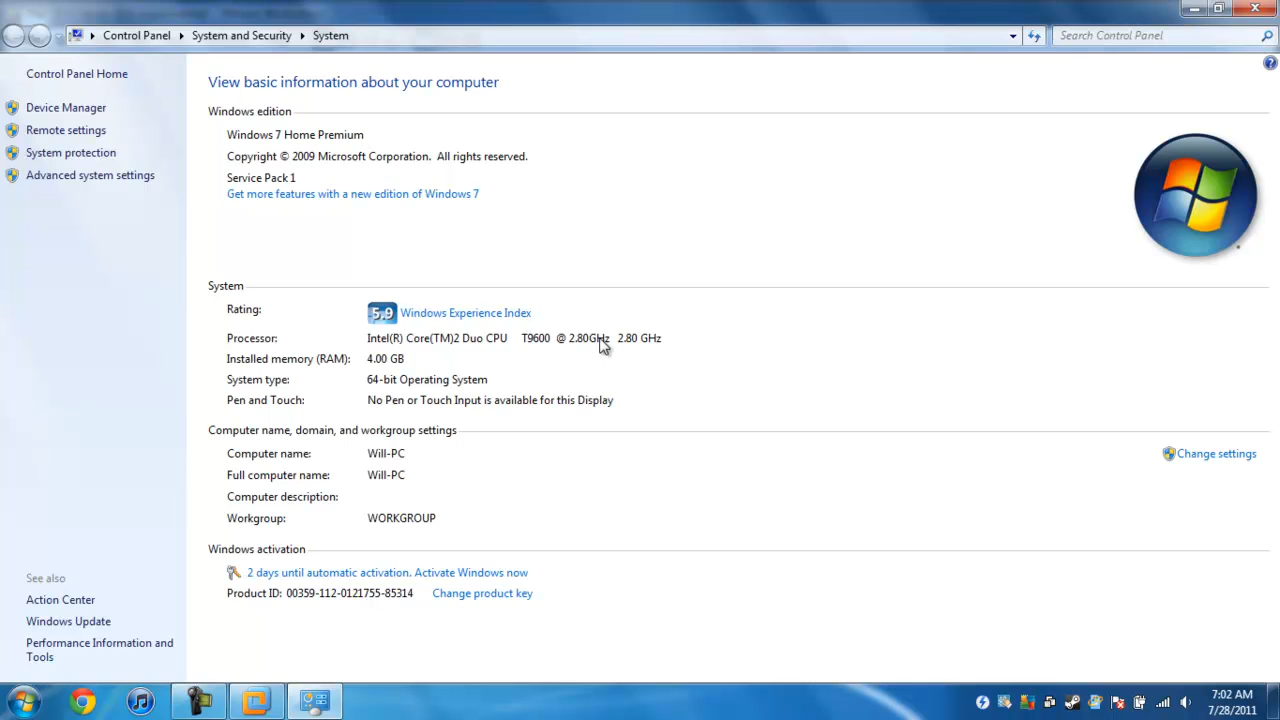 Control Panel System and Security System
Search Control Panel
Control Panel Home
Device Manager
Remote settings
System protection
Advanced system settings
See also
Action Center
Windows Update
Performance Information and
Tools
View basic information about your computer
Windows edition
Windows 7 Home Premium
Copyright © 2009 Microsoft Corporation. All rights reserved.
Service Pack 1
Get more features with a new edition of Windows 7
System
Rating: 5.9 Windows Experience Index
Processor: Intel(R) Core(TM)2 Duo CPU T9600 @ 2.80GHz 2.80 GHz
Installed memory (RAM): 4.00 GB
System type: 64-bit Operating System
Pen and Touch: No Pen or Touch Input is available for this Display
Computer name, domain, and workgroup settings
Computer name: Will-PC
Change settings
Full computer name: Will-PC
Computer description:
Workgroup: WORKGROUP
Windows activation
2 days until automatic activation. Activate Windows now
Product ID: 00359-112-0121755-85314 Change product key
7:02 AM
7/28/2011